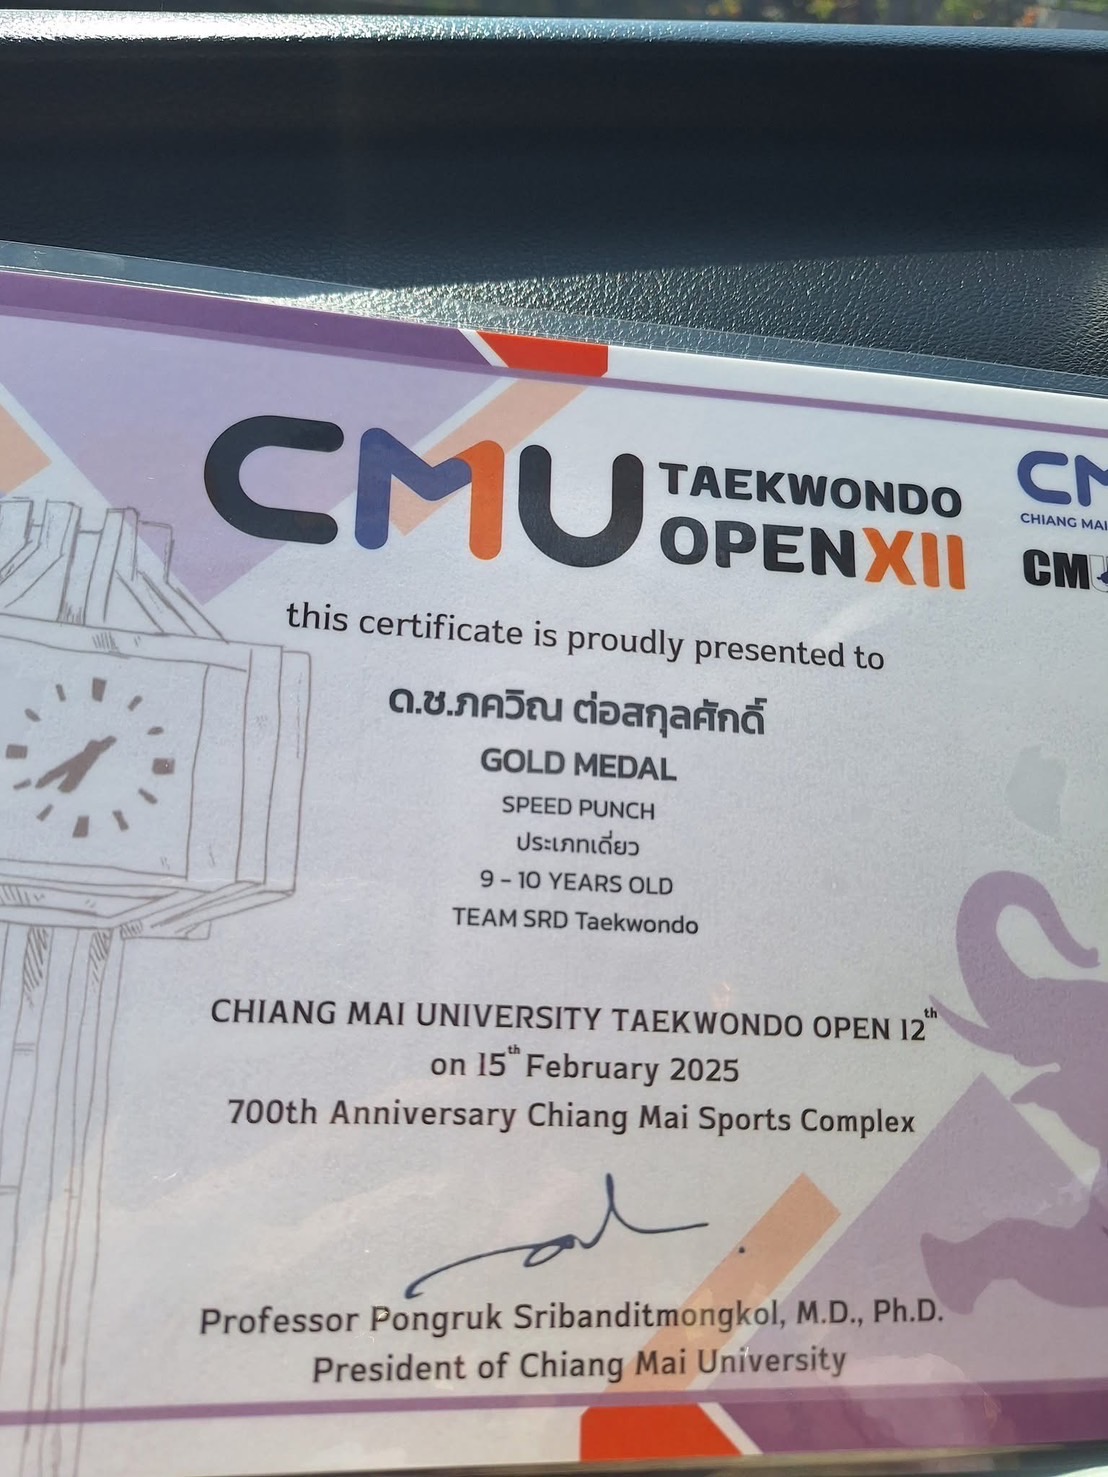 CMU TAEKWONDO
OPEN XII
CM
CHIANG MAI
CMU
this certificate is proudly presented to
ด.ช.ภควิณ ต่อสกุลศักดิ์
GOLD MEDAL
SPEED PUNCH
ประเภทเดี่ยว
9 - 10 YEARS OLD
TEAM SRD Taekwondo
CHIANG MAI UNIVERSITY TAEKWONDO OPEN 12th
on 15th February 2025
700th Anniversary Chiang Mai Sports Complex
Professor Pongruk Sribanditmongkol, M.D., Ph.D.
President of Chiang Mai University